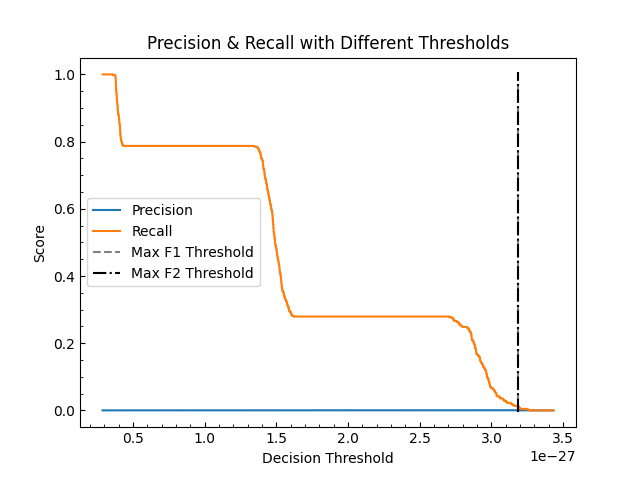 Precision & Recall with Different Thresholds
Score
1.0
0.8
0.6
0.4
0.2
0.0
Precision
Recall
Max F1 Threshold
Max F2 Threshold
0.5 1.0 1.5 2.0 2.5 3.0 3.5
1e−27
Decision Threshold